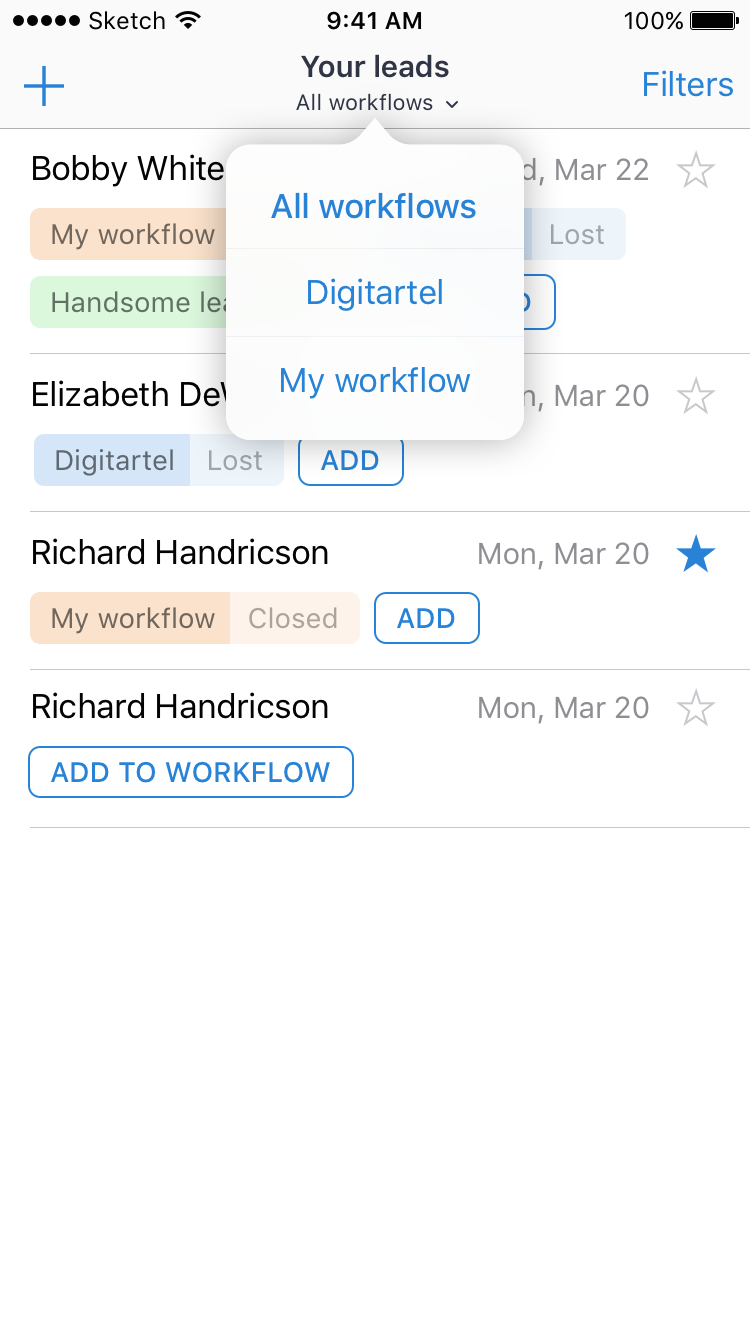 Sketch 9:41 AM 100%
Your leads
All workflows
Filters
Bobby White Mar 22
My workflow Lost
Handsome
Elizabeth Mar 20
Digitartel Lost ADD
Richard Handricson Mon, Mar 20
My workflow Closed ADD
Richard Handricson Mon, Mar 20
ADD TO WORKFLOW
All workflows
Digitartel
My workflow